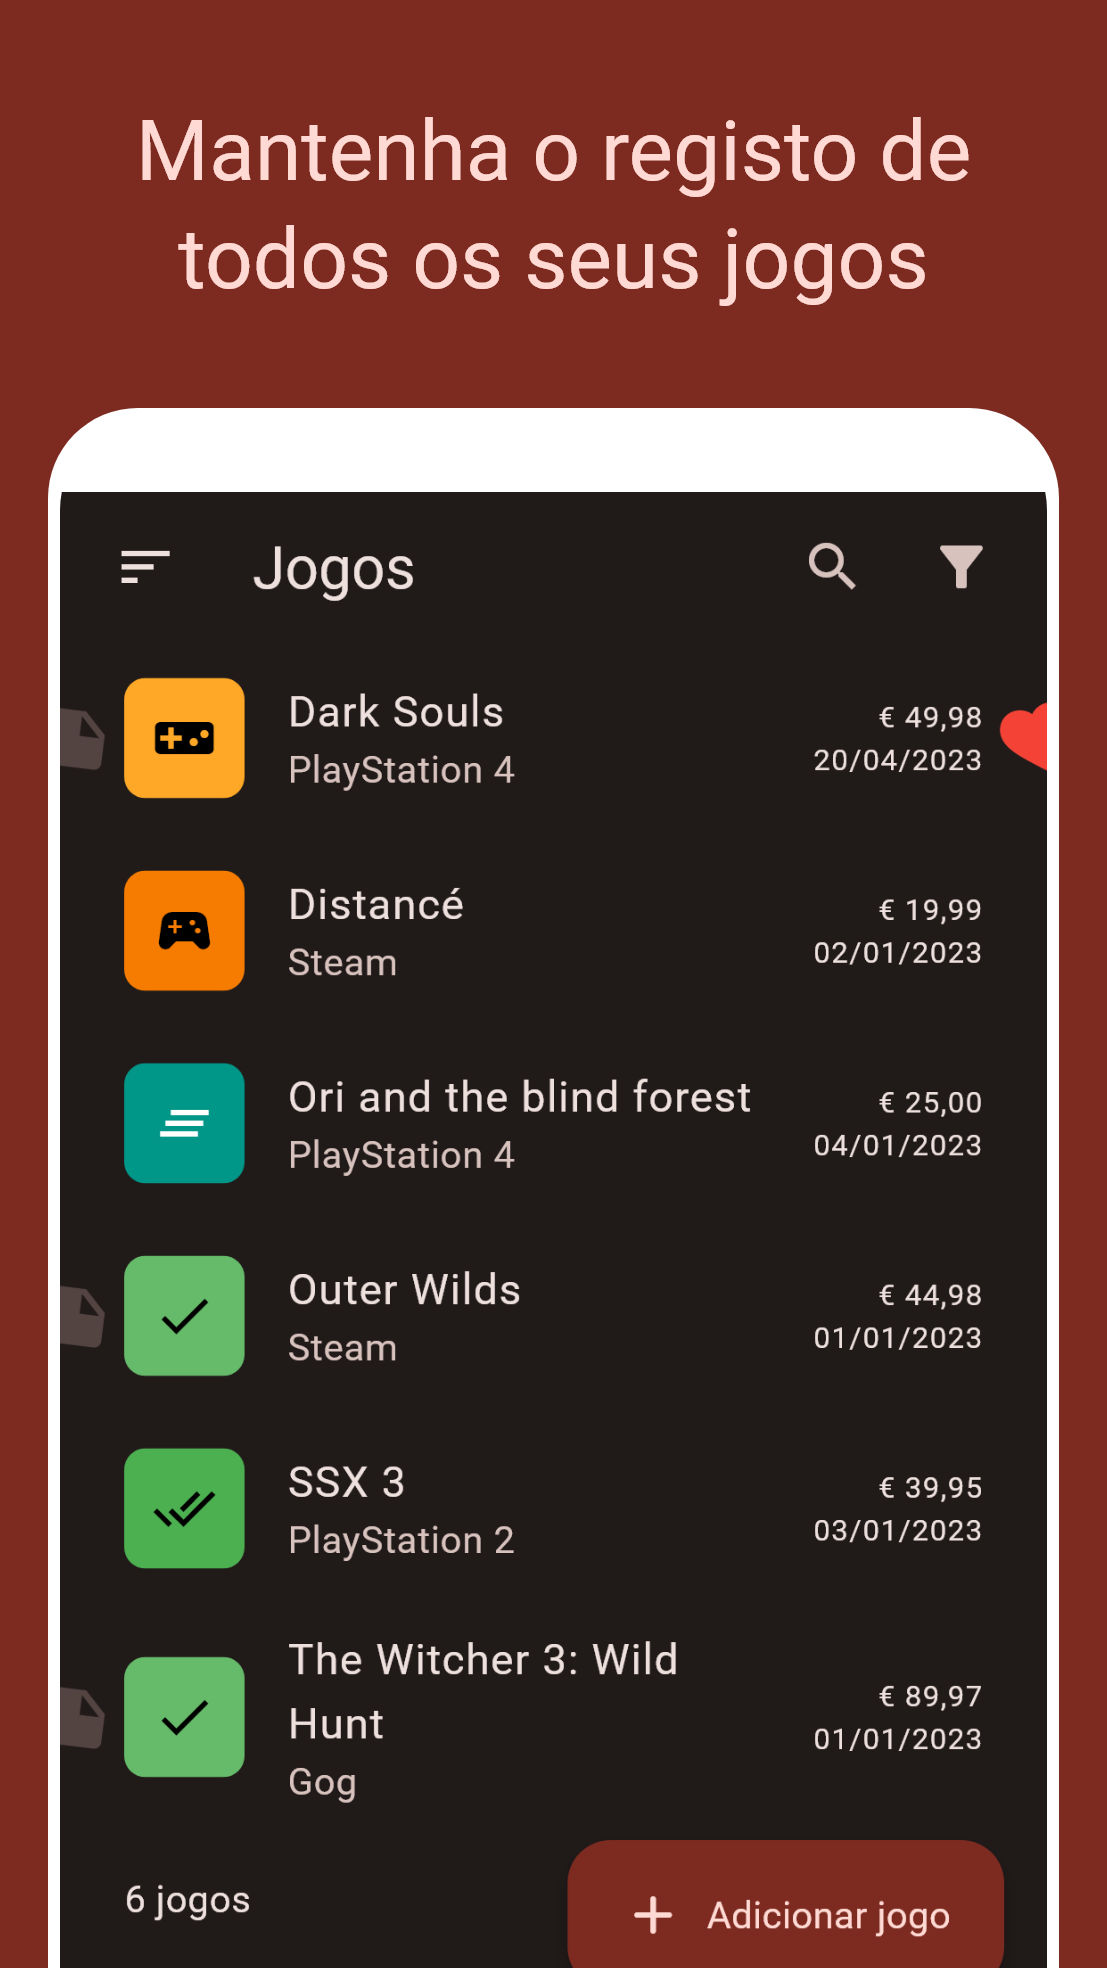 Mantenha o registo de
todos os seus jogos
Jogos
Dark Souls
PlayStation 4
€ 49,98
20/04/2023
Distancé
Steam
€ 19,99
02/01/2023
Ori and the blind forest
PlayStation 4
€ 25,00
04/01/2023
Outer Wilds
Steam
€ 44,98
01/01/2023
SSX 3
PlayStation 2
€ 39,95
03/01/2023
The Witcher 3: Wild
Hunt
Gog
€ 89,97
01/01/2023
6 jogos
Adicionar jogo